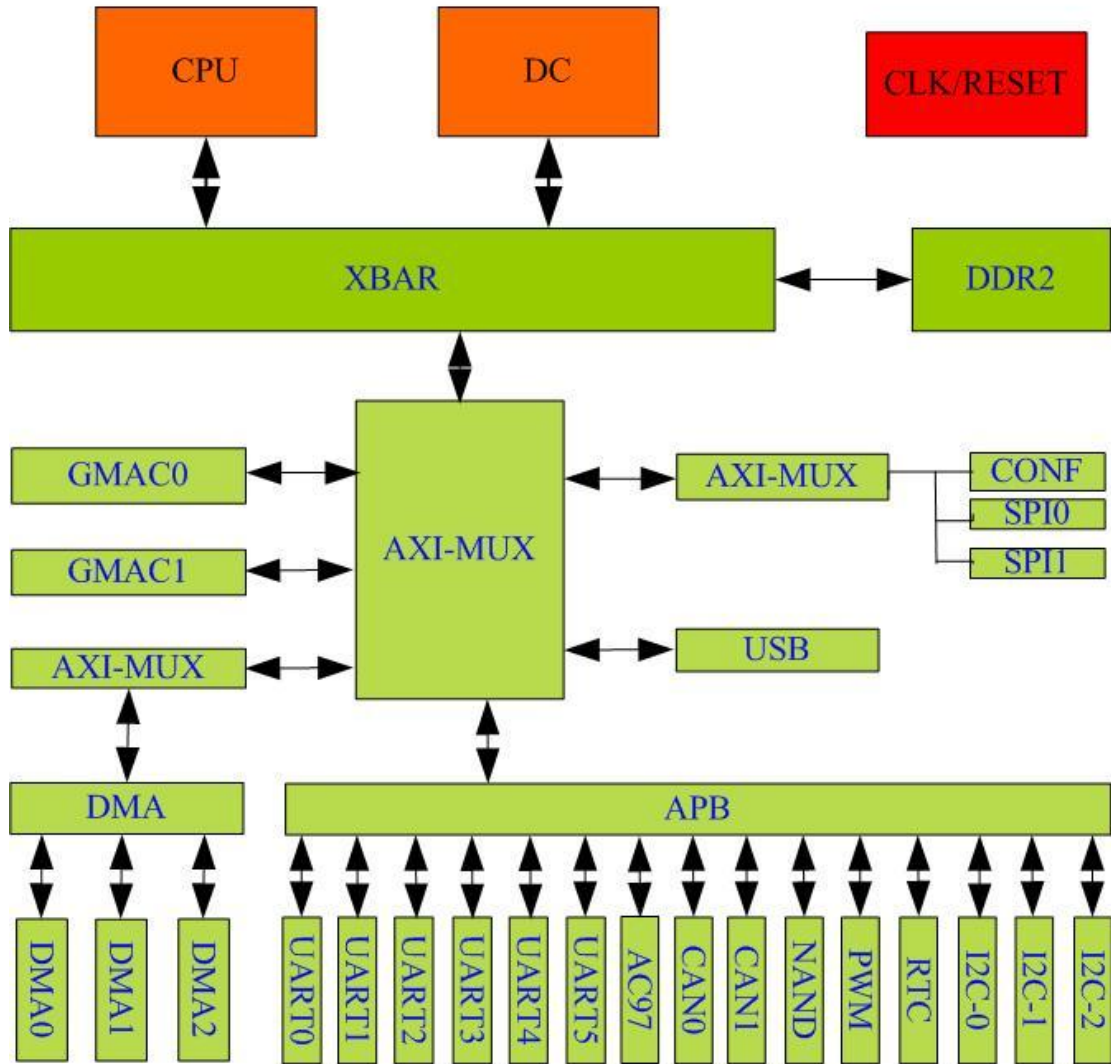 CPU
DC
CLK/RESET
XBAR
DDR2
GMAC0
AXI-MUX
AXI-MUX
CONF
SPI0
GMAC1
SPI1
AXI-MUX
USB
DMA
APB
DMA0
DMA1
DMA2
UART0
UART1
UART2
UART3
UART4
UART5
AC97
CAN0
CAN1
NAND
PWM
RTC
I2C-0
I2C-1
I2C-2